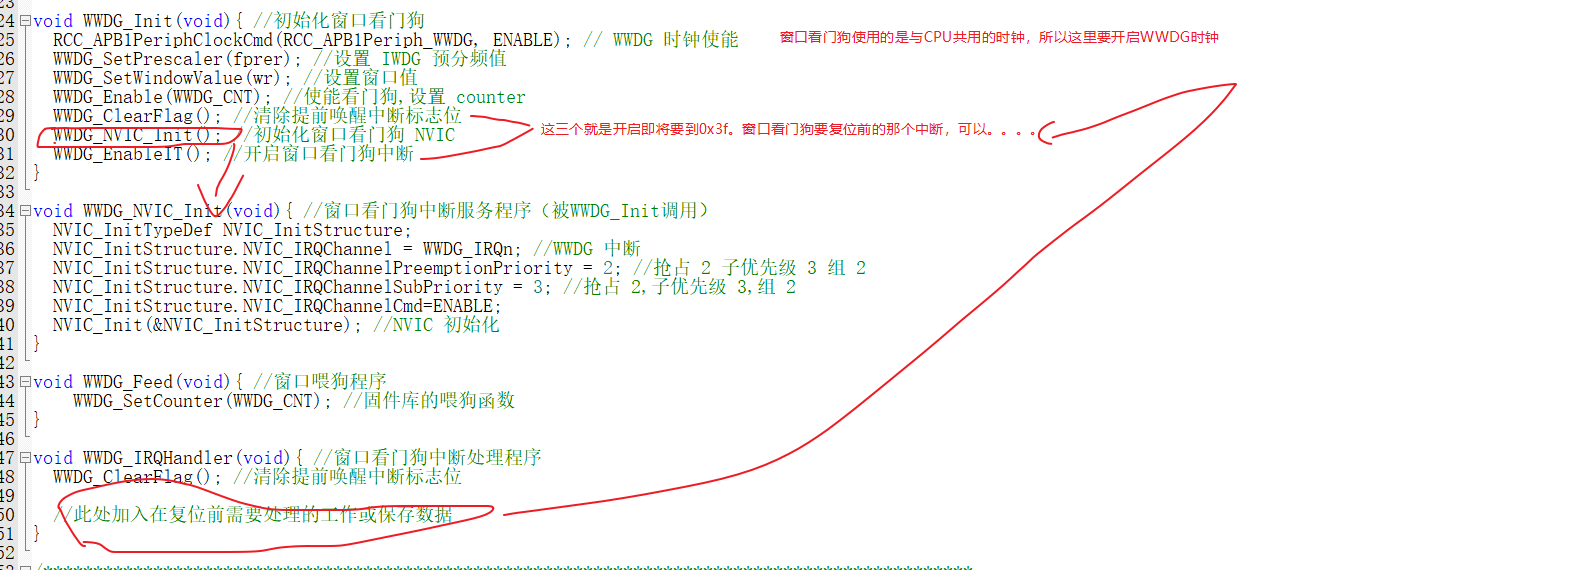 24 void WWDG_Init(void){ //初始化窗口看门狗
25 RCC_APB1PeriphClockCmd(RCC_APB1Periph_WWDG, ENABLE); // WWDG 时钟使能 窗口看门狗使用的是与CPU共用的时钟，所以这里要开启WWDG时钟
26 WWDG_SetPrescaler(fprer); //设置 IWDG 预分频值
27 WWDG_SetWindowValue(wr); //设置窗口值
28 WWDG_Enable(WWDG_CNT); //使能看门狗,设置 counter
29 WWDG_ClearFlag(); //清除提前唤醒中断标志位
这三个就是开启即将要到0x3f。窗口看门狗要复位前的那个中断，可以。。。。
30 WWDG_NVIC_Init(); //初始化窗口看门狗 NVIC
31 WWDG_EnableIT(); //开启窗口看门狗中断
32 }
33
34 void WWDG_NVIC_Init(void){ //窗口看门狗中断服务程序（被WWDG_Init调用）
35 NVIC_InitTypeDef NVIC_InitStructure;
36 NVIC_InitStructure.NVIC_IRQChannel = WWDG_IRQn; //WWDG 中断
37 NVIC_InitStructure.NVIC_IRQChannelPreemptionPriority = 2; //抢占 2 子优先级 3 组 2
38 NVIC_InitStructure.NVIC_IRQChannelSubPriority = 3; //抢占 2,子优先级 3,组 2
39 NVIC_InitStructure.NVIC_IRQChannelCmd=ENABLE;
40 NVIC_Init(&NVIC_InitStructure); //NVIC 初始化
41 }
42
43 void WWDG_Feed(void){ //窗口喂狗程序
44 WWDG_SetCounter(WWDG_CNT); //固件库的喂狗函数
45 }
46
47 void WWDG_IRQHandler(void){ //窗口看门狗中断处理程序
48 WWDG_ClearFlag(); //清除提前唤醒中断标志位
49
50 //此处加入在复位前需要处理的工作或保存数据
51 }
52